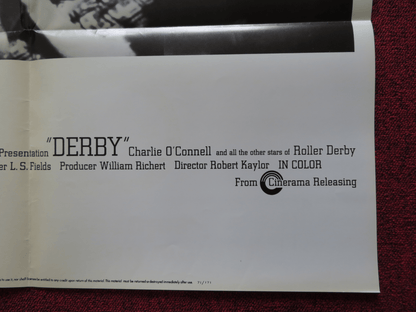 Presentation "DERBY" Charlie O'Connell and all the other stars of Roller Derby
er L. S. Fields Producer William Richert Director Robert Kaylor IN COLOR
From Cinerama Releasing